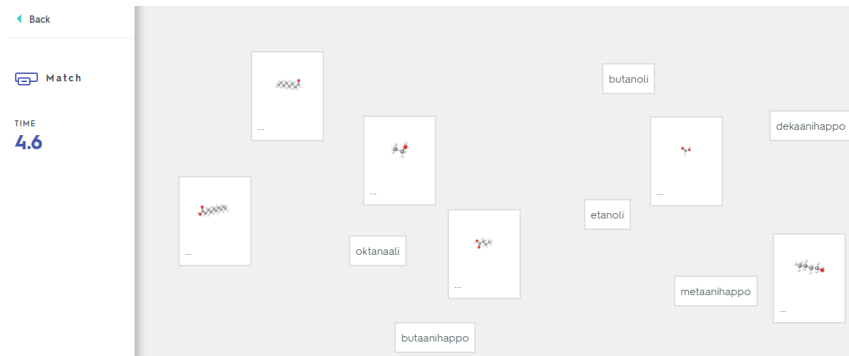 Back
Match
TIME
4.6
...
butanoli
dekaanihappo
...
...
...
etanoli
oktanaali
...
metaanihappo
...
butaanihappo